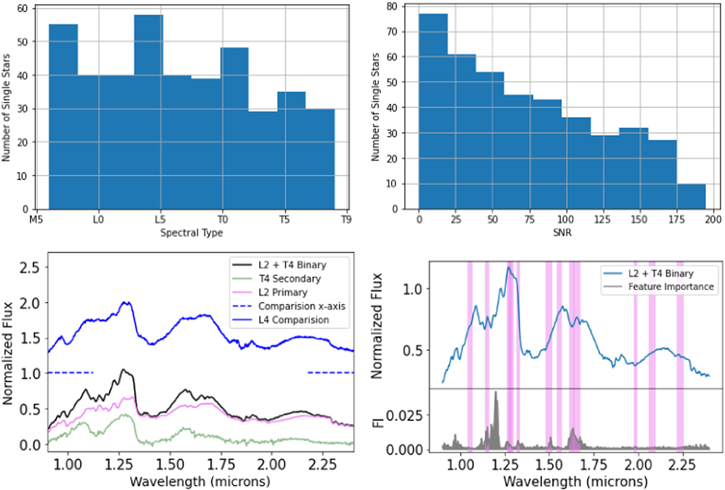 60
50
40
30
20
10
0
Number of Single Stars
M5 L0 L5 T0 T5 T9
Spectral Type
80
70
60
50
40
30
20
10
0
Number of Single Stars
0 25 50 75 100 125 150 175 200
SNR
2.5
2.0
1.5
1.0
0.5
0.0
Normalized Flux
L2 + T4 Binary
T4 Secondary
L2 Primary
Comparision x-axis
L4 Comparision
1.00 1.25 1.50 1.75 2.00 2.25
Wavelength (microns)
1.0
0.5
Normalized Flux
L2 + T4 Binary
Feature Importance
0.025
0.000
FI
1.00 1.25 1.50 1.75 2.00 2.25
Wavelength (microns)